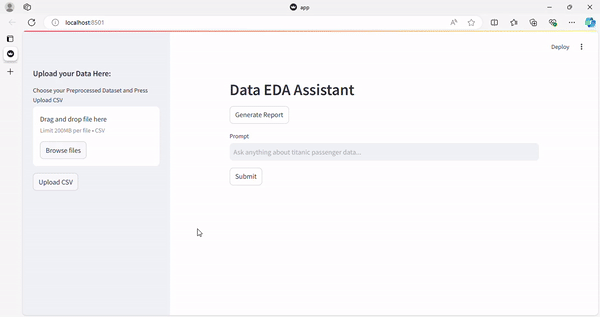 app
localhost:8501
Deploy
Upload your Data Here:
Choose your Preprocessed Dataset and Press
Upload CSV
Drag and drop file here
Limit 200MB per file • CSV
Browse files
Upload CSV
Data EDA Assistant
Generate Report
Prompt
Ask anything about titanic passenger data...
Submit